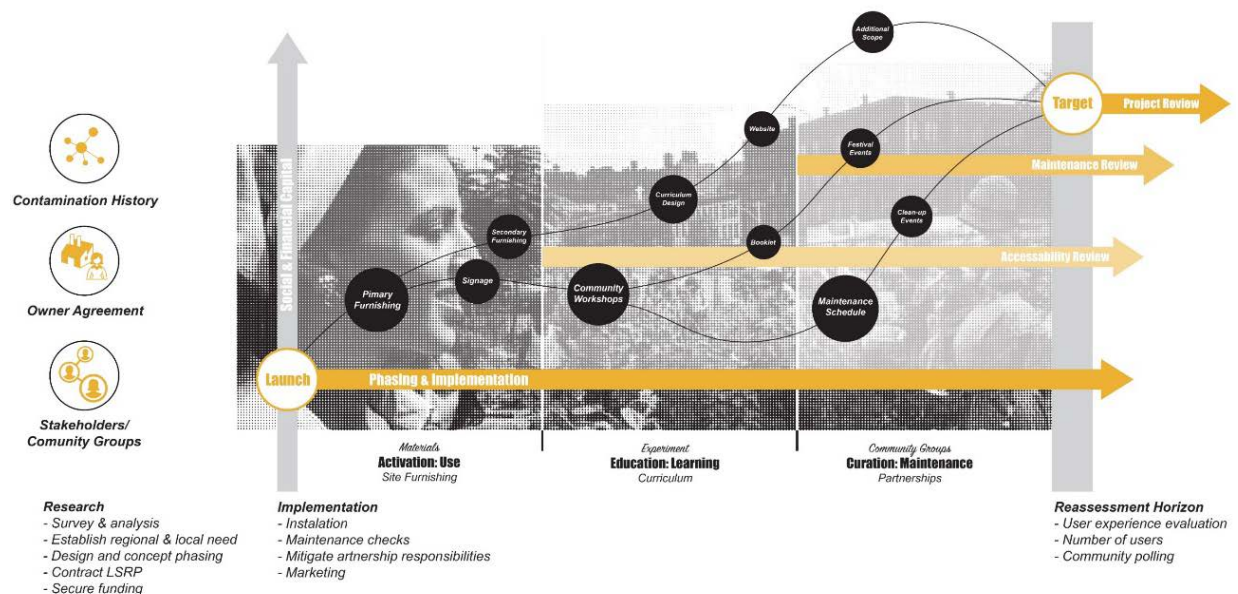 Additional
Scope
Target
Project Review
Website
Festival
Events
Maintenance Review
Contamination History
Social & Financial Capital
Curriculum
Design
Clean-up
Events
Secondary
Furnishing
Booklet
Accessability Review
Owner Agreement
Pimary
Furnishing
Signage
Community
Workshops
Maintenance
Schedule
Launch
Phasing & Implementation
Stakeholders/
Comunity Groups
Materials
Activation: Use
Site Furnishing
Experiment
Education: Learning
Curriculum
Community Groups
Curation: Maintenance
Partnerships
Research
- Survey & analysis
- Establish regional & local need
- Design and concept phasing
- Contract LSRP
- Secure funding
Implementation
- Instalation
- Maintenance checks
- Mitigate artnership responsibilities
- Marketing
Reassessment Horizon
- User experience evaluation
- Number of users
- Community polling